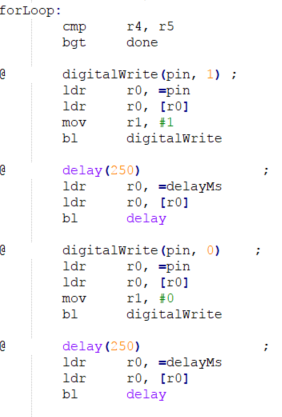 forLoop:
cmp r4, r5
bgt done
@ digitalWrite(pin, 1) ;
ldr r0, =pin
ldr r0, [r0]
mov r1, #1
bl digitalWrite
@ delay(250) ;
ldr r0, =delayMs
ldr r0, [r0]
bl delay
@ digitalWrite(pin, 0) ;
ldr r0, =pin
ldr r0, [r0]
mov r1, #0
bl digitalWrite
@ delay(250) ;
ldr r0, =delayMs
ldr r0, [r0]
bl delay